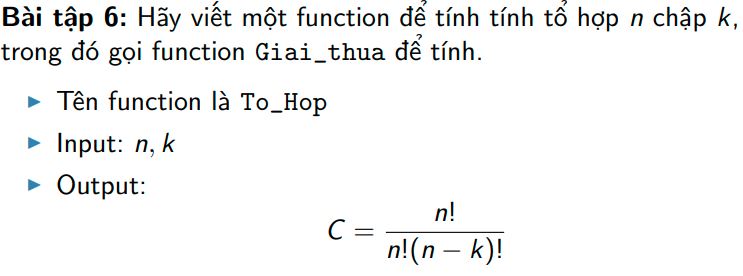 Bài tập 6: Hãy viết một function để tính tính tổ hợp n chập k,
trong đó gọi function Giai_thua để tính.
▶ Tên function là To_Hop
▶ Input: n, k
▶ Output:
C = n! / n!(n − k)!